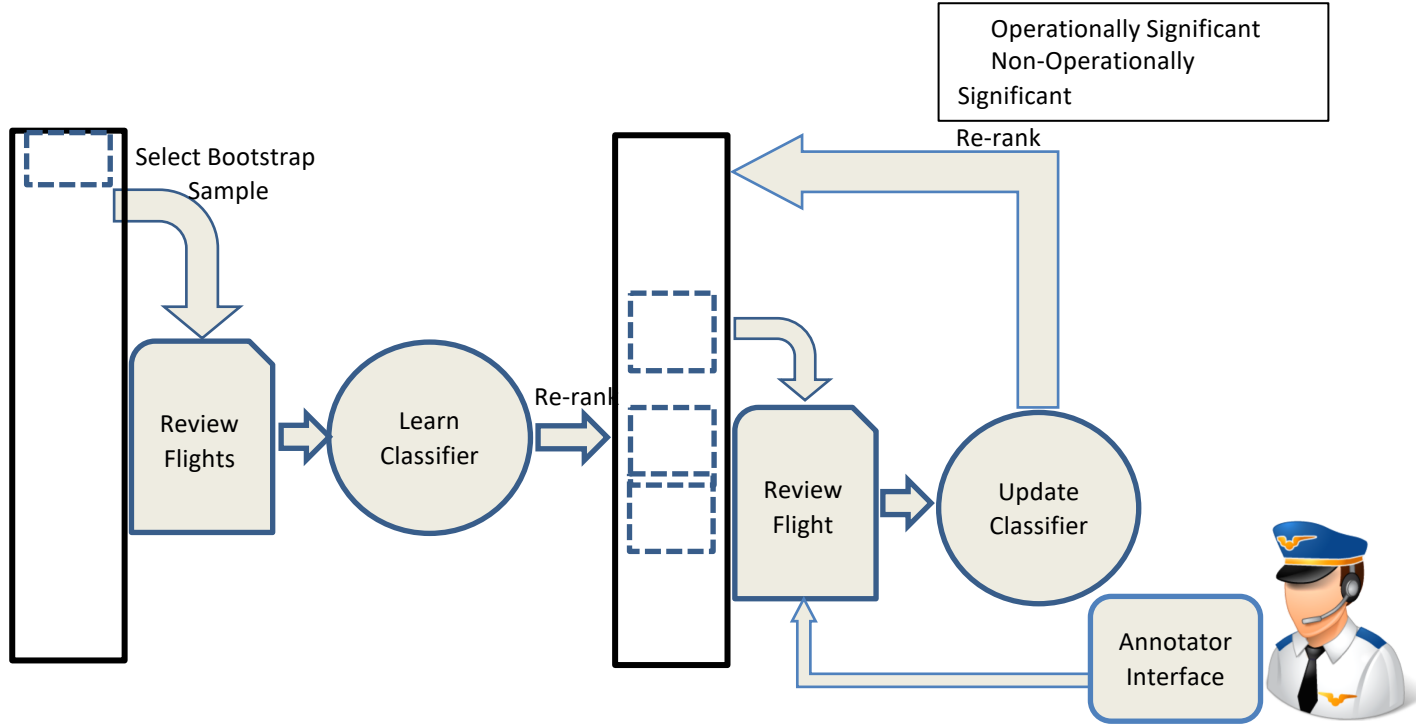 Operationally Significant
Non-Operationally
Significant
Re-rank
Select Bootstrap
Sample
Review
Flights
Learn
Classifier
Re-rank
Review
Flight
Update
Classifier
Annotator
Interface